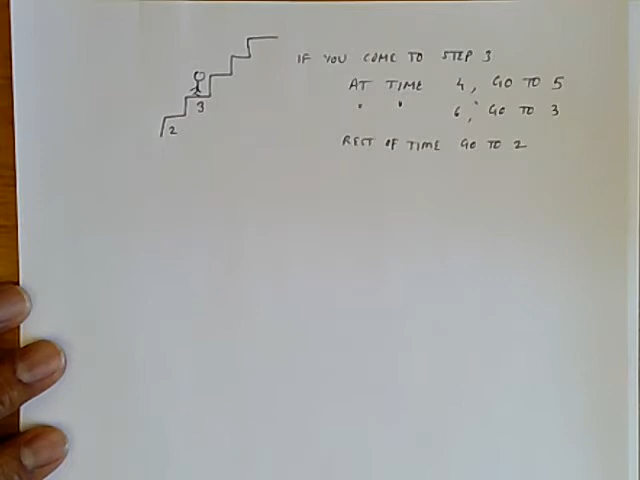 IF YOU COME TO STEP 3
AT TIME 4, GO TO 5
" " 6, GO TO 3
REST OF TIME GO TO 2
3
2